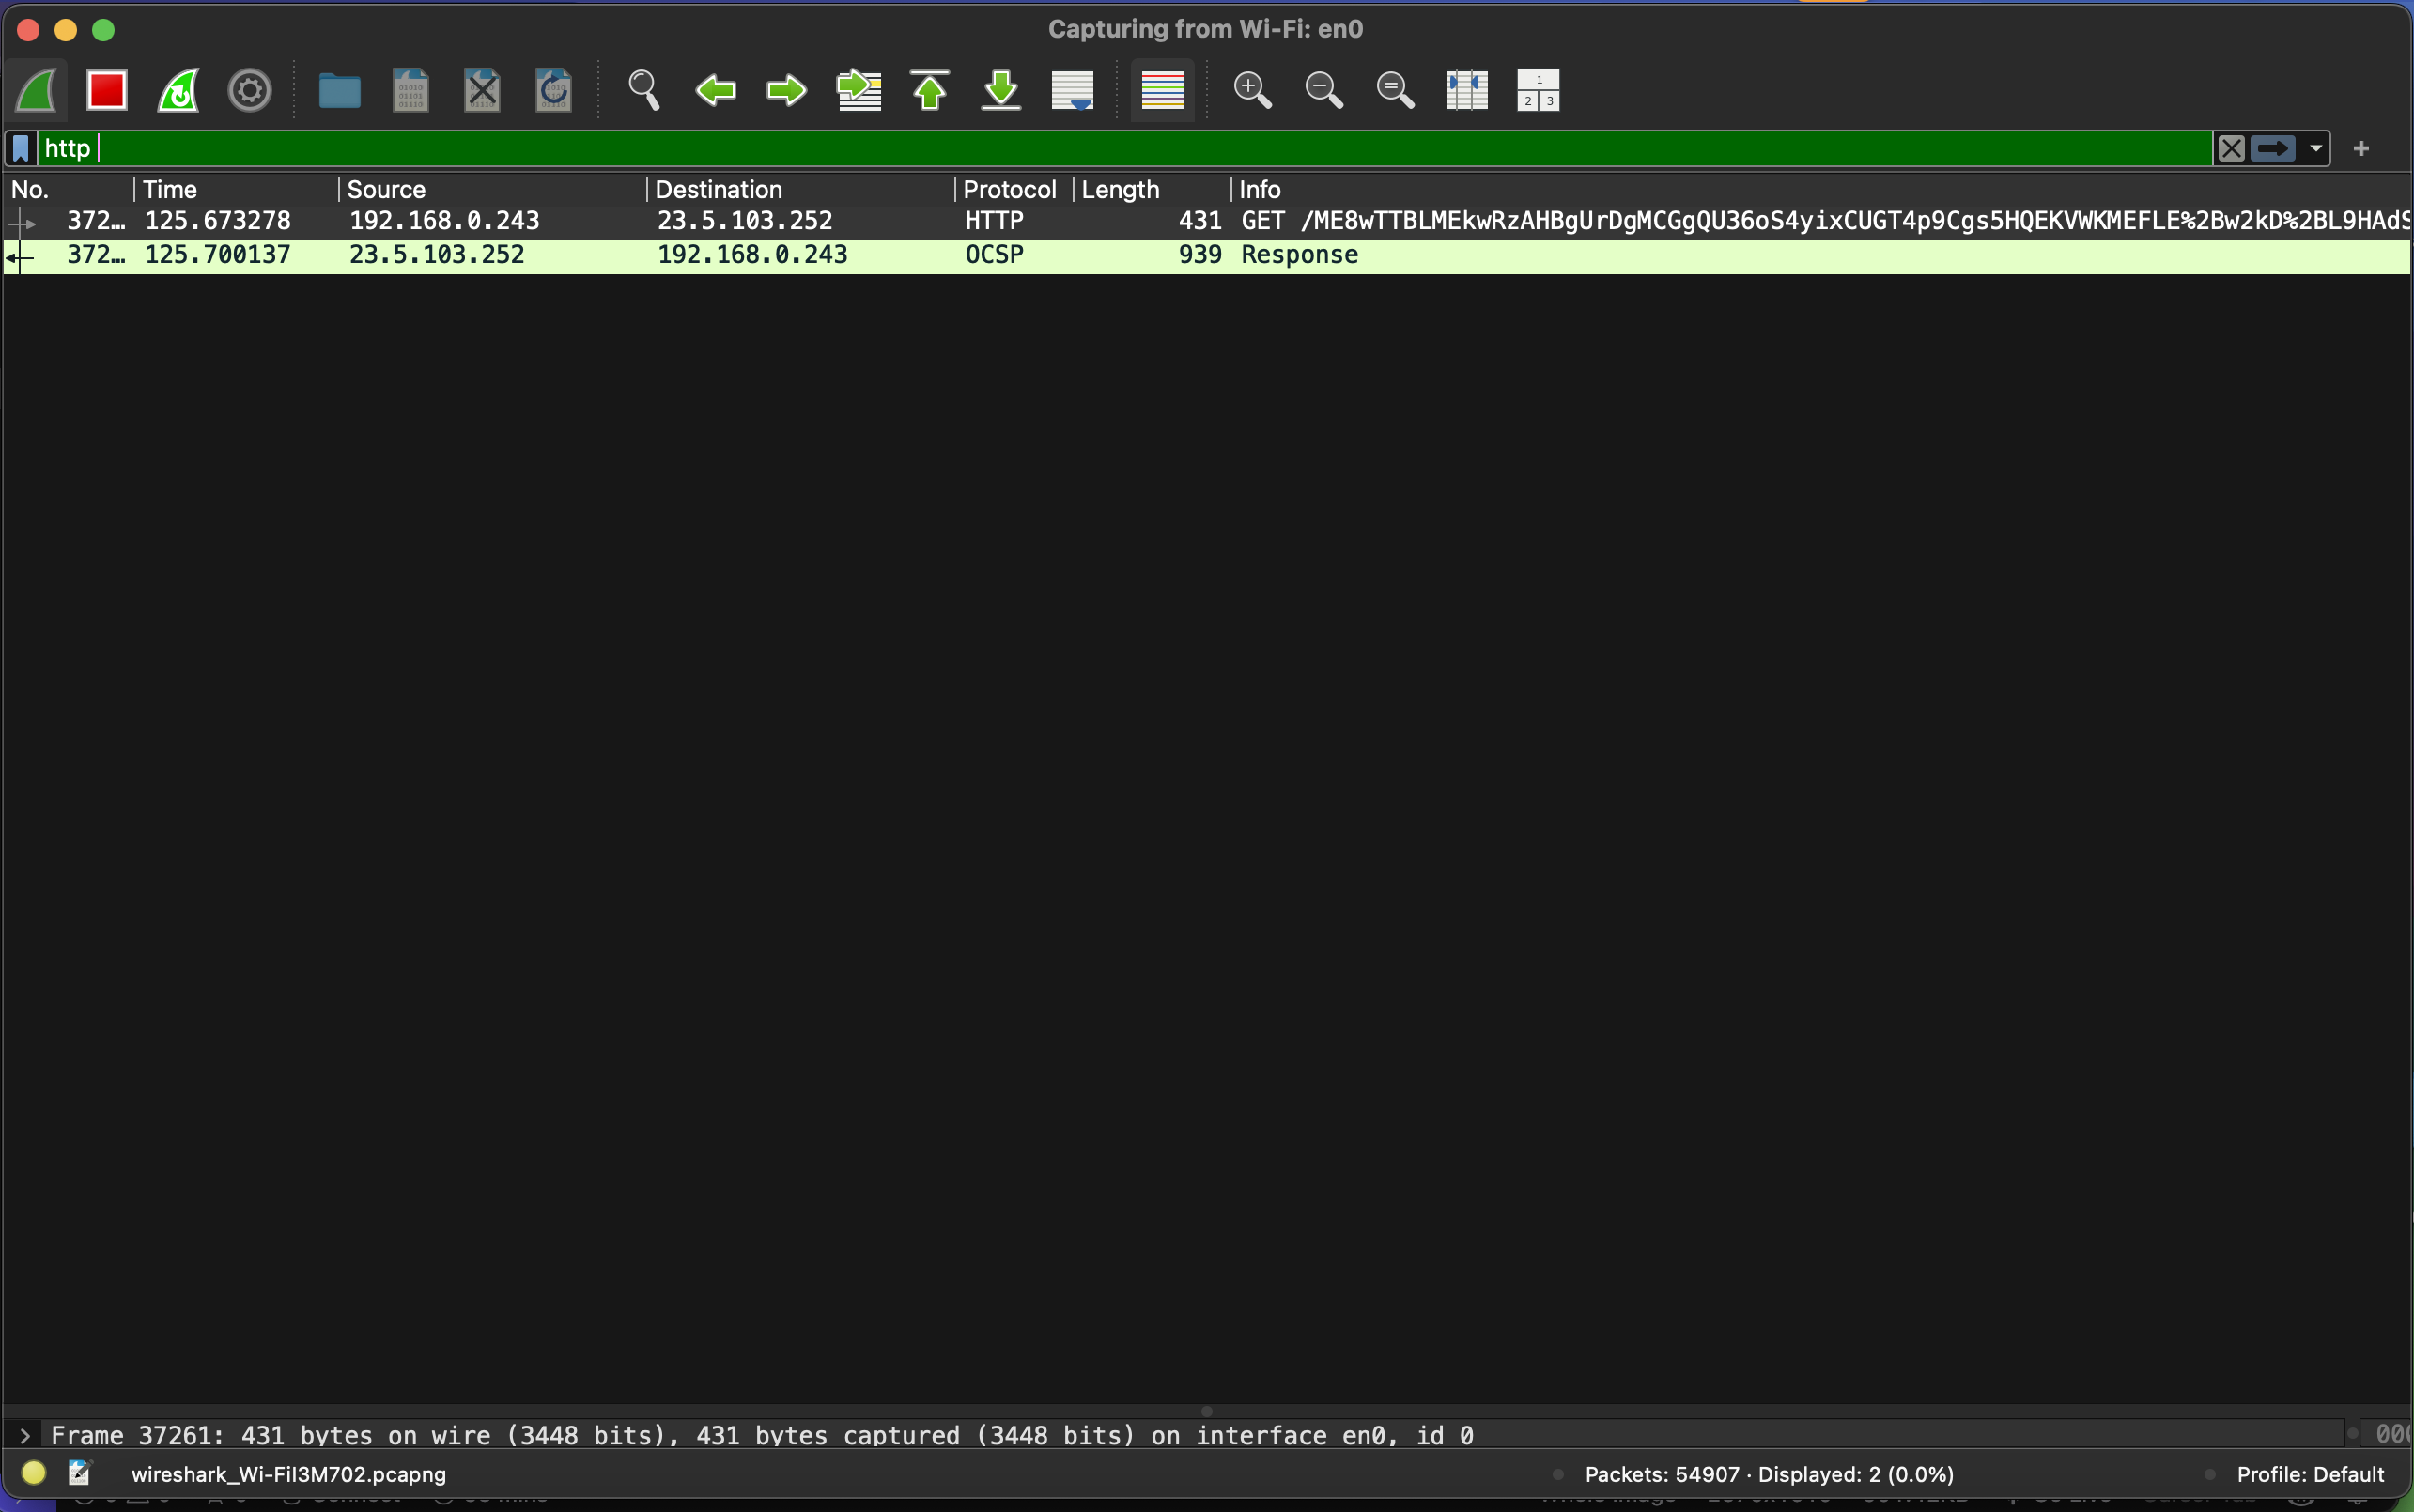 Capturing from Wi-Fi: en0
1
2 3
http
No. Time Source Destination Protocol Length Info
372… 125.673278 192.168.0.243 23.5.103.252 HTTP 431 GET /ME8wTTBLMEkwRzAHBgUrDgMCGgQU36oS4yixCUGT4p9Cgs5HQEKVWKMEFLE%2Bw2kD%2BL9HAdS
372… 125.700137 23.5.103.252 192.168.0.243 OCSP 939 Response
Frame 37261: 431 bytes on wire (3448 bits), 431 bytes captured (3448 bits) on interface en0, id 0
wireshark_Wi-FiI3M702.pcapng Packets: 54907 · Displayed: 2 (0.0%) Profile: Default